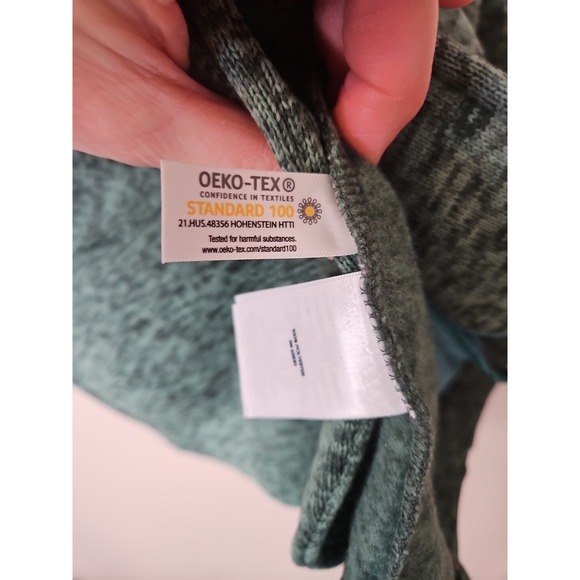 OEKO-TEX®
CONFIDENCE IN TEXTILES
STANDARD 100
21.HUS.48356 HOHENSTEIN HTTI
Tested for harmful substances.
www.oeko-tex.com/standard100